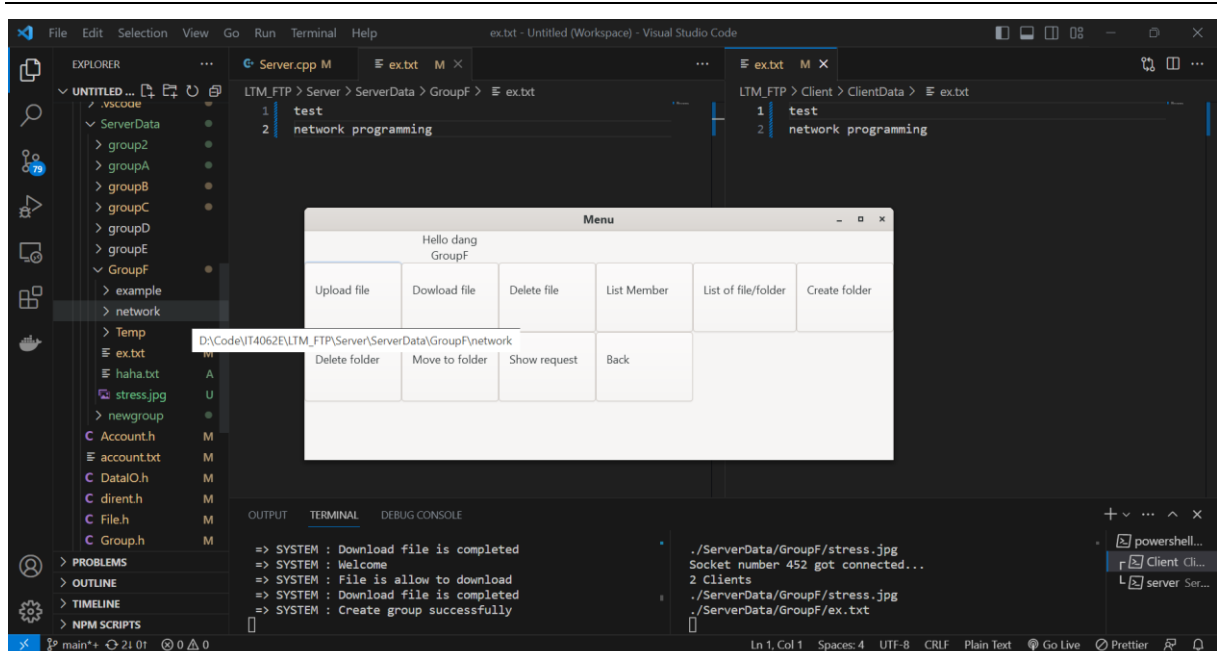 File Edit Selection View Go Run Terminal Help ex.txt - Untitled (Workspace) - Visual Studio Code
EXPLORER
UNTITLED ...
.vscode
ServerData
group2
groupA
groupB
groupC
groupD
groupE
GroupF
example
network
Temp
ex.txt M
haha.txt A
stress.jpg U
newgroup
Account.h M
account.txt M
DataIO.h M
dirent.h M
File.h M
Group.h M
PROBLEMS
OUTLINE
TIMELINE
NPM SCRIPTS
79
D:\Code\IT4062E\LTM_FTP\Server\ServerData\GroupF\network
Server.cpp M ex.txt M
LTM_FTP > Server > ServerData > GroupF > ex.txt
1 test
2 network programming
ex.txt M
LTM_FTP > Client > ClientData > ex.txt
1 test
2 network programming
Menu
Hello dang
GroupF
Upload file Dowload file Delete file List Member List of file/folder Create folder
Delete folder Move to folder Show request Back
OUTPUT TERMINAL DEBUG CONSOLE
=> SYSTEM : Download file is completed
=> SYSTEM : Welcome
=> SYSTEM : File is allow to download
=> SYSTEM : Download file is completed
=> SYSTEM : Create group successfully
./ServerData/GroupF/stress.jpg
Socket number 452 got connected...
2 Clients
./ServerData/GroupF/stress.jpg
./ServerData/GroupF/ex.txt
powershell...
Client Cli...
server Ser...
main*+ 2↓ 0↑ 0 0 Ln 1, Col 1 Spaces: 4 UTF-8 CRLF Plain Text Go Live Prettier